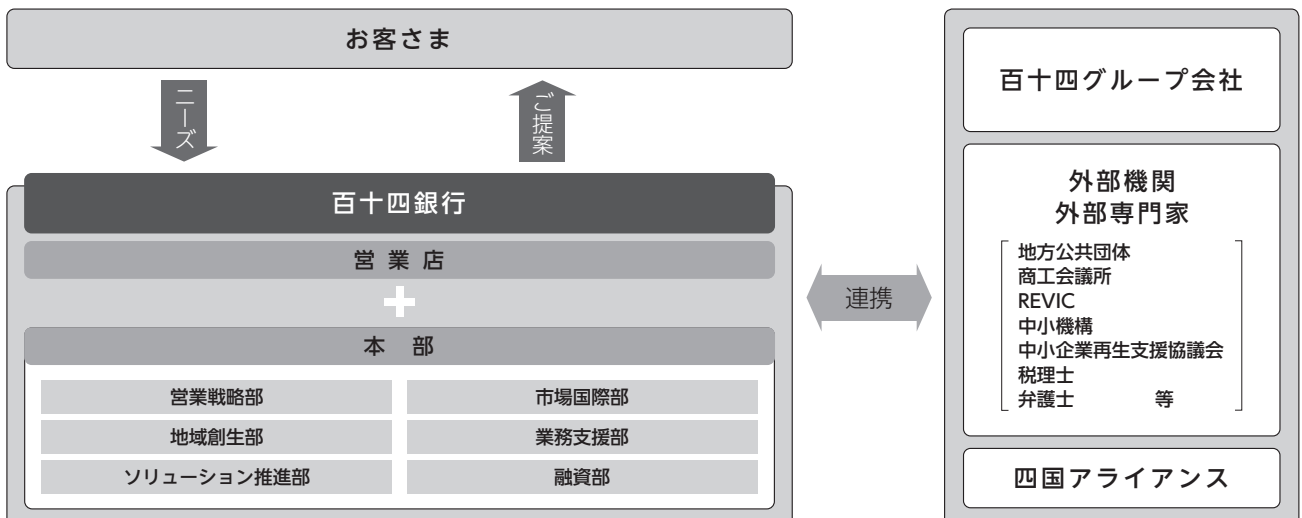 お客さま
ニーズ
ご提案
百十四銀行
営業店
本部
営業戦略部
市場国際部
地域創生部
業務支援部
ソリューション推進部
融資部
連携
百十四グループ会社
外部機関
外部専門家
地方公共団体
商工会議所
REVIC
中小機構
中小企業再生支援協議会
税理士
弁護士 等
四国アライアンス